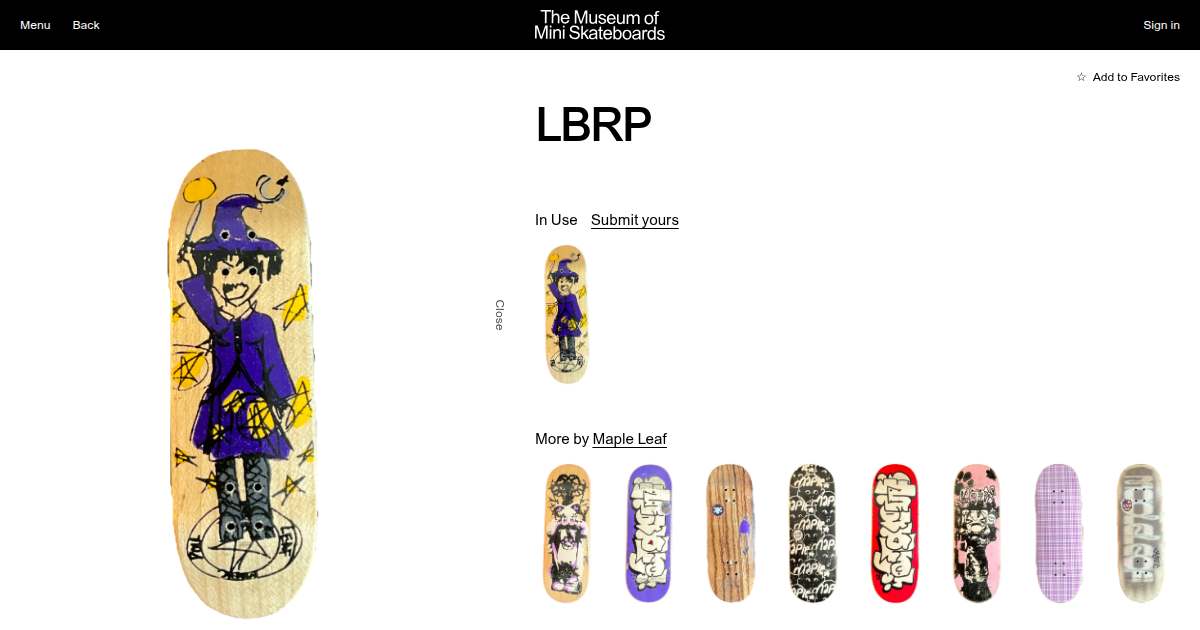 Menu
Back
The Museum of
Mini Skateboards
Sign in
☆ Add to Favorites
LBRP
In Use
Submit yours
Close
More by Maple Leaf
LEAF